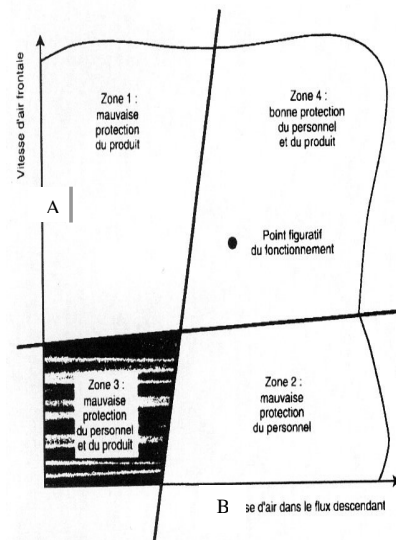 Vitesse d'air frontale
Zone 1 :
mauvaise
protection
du produit
Zone 4 :
bonne protection
du personnel
et du produit
A
Point figuratif
du fonctionnement
Zone 3 :
mauvaise
protection
du personnel
et du produit
Zone 2 :
mauvaise
protection
du personnel
B se d'air dans le flux descendant